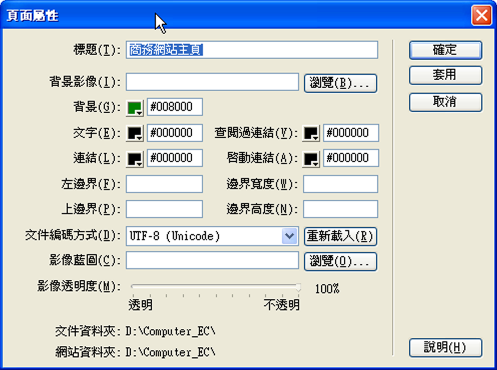 頁面屬性
標題(T): 商務網站主頁
確定
背景影像(I): 瀏覽(B)...
套用
背景(G): #008000
取消
文字(E): #000000 查閱過連結(V): #000000
連結(L): #000000 啟動連結(A): #000000
左邊界(F): 邊界寬度(W):
上邊界(P): 邊界高度(N):
文件編碼方式(D): UTF-8 (Unicode) 重新載入(R)
影像藍圖(C): 瀏覽(O)...
影像透明度(M): 100%
透明 不透明
文件資料夾: D:\Computer_EC\
網站資料夾: D:\Computer_EC\
說明(H)